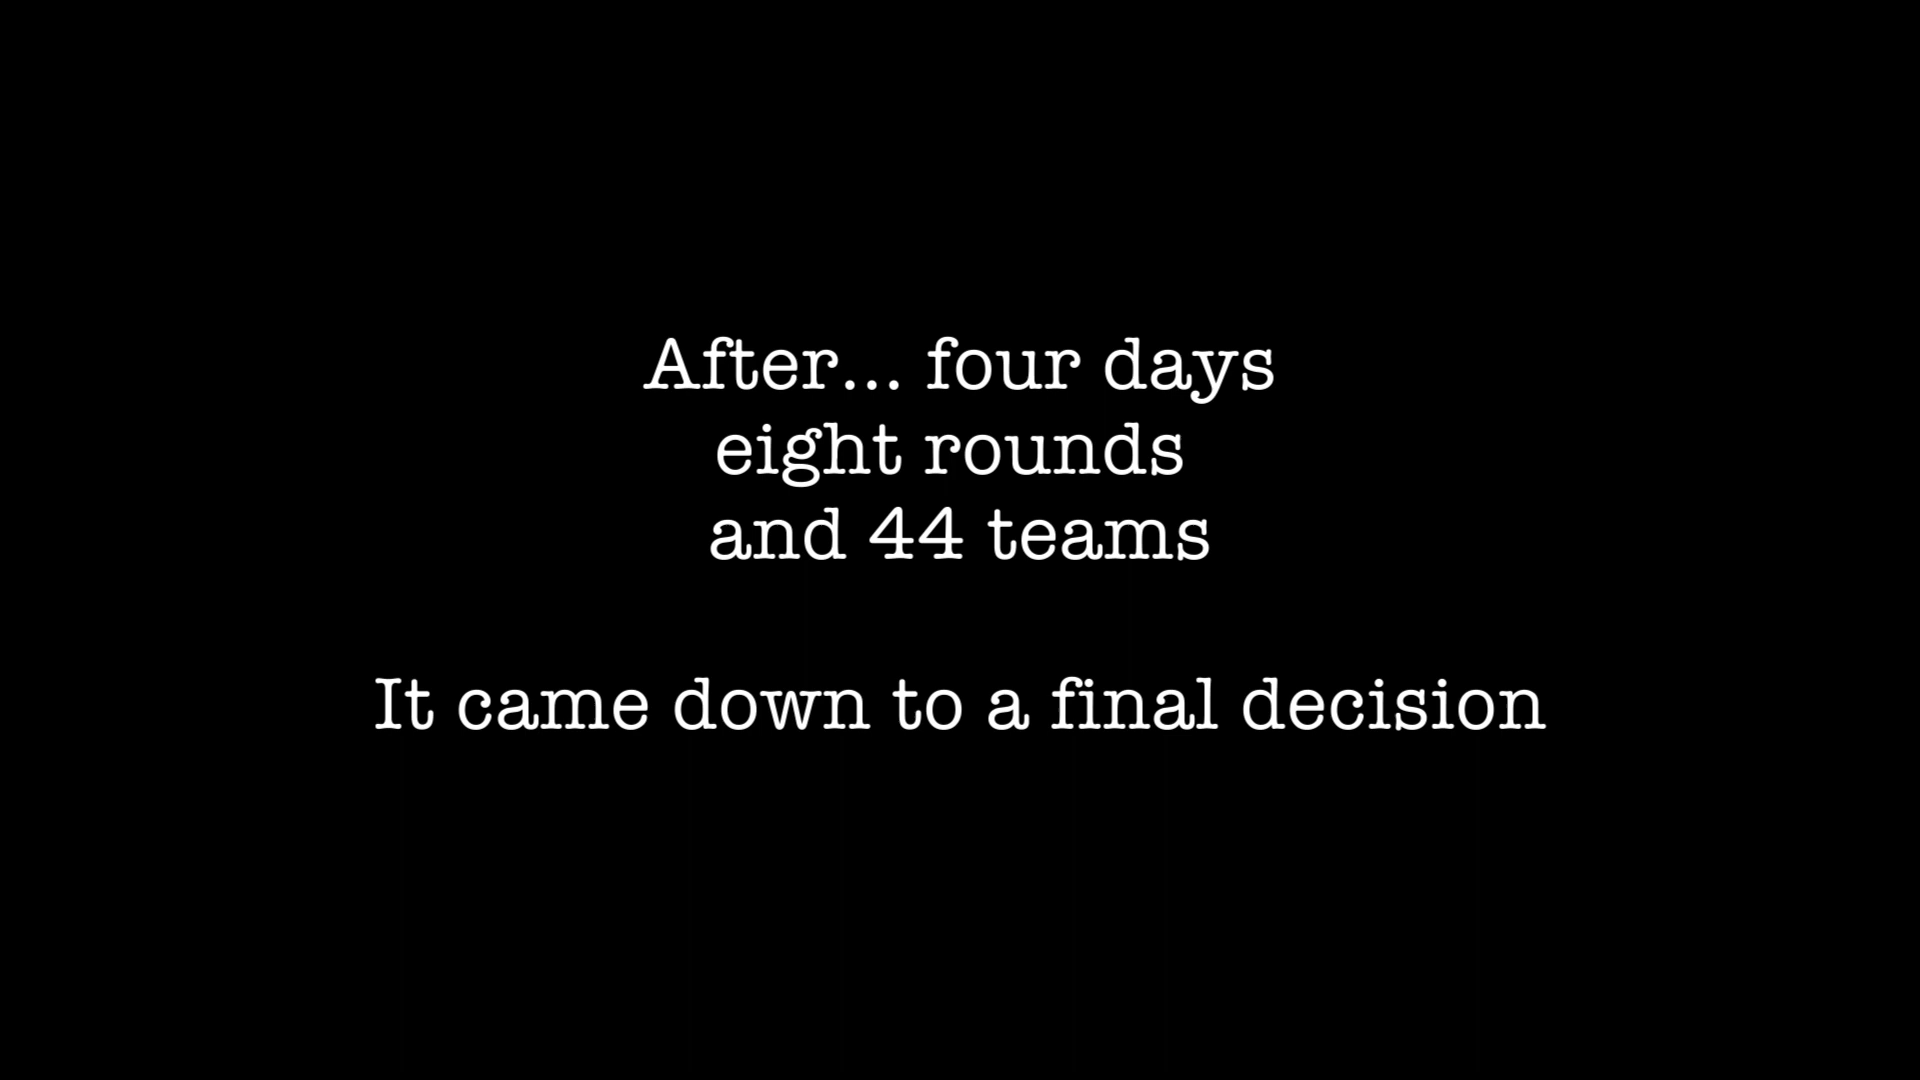 After... four days
eight rounds
and 44 teams
It came down to a final decision